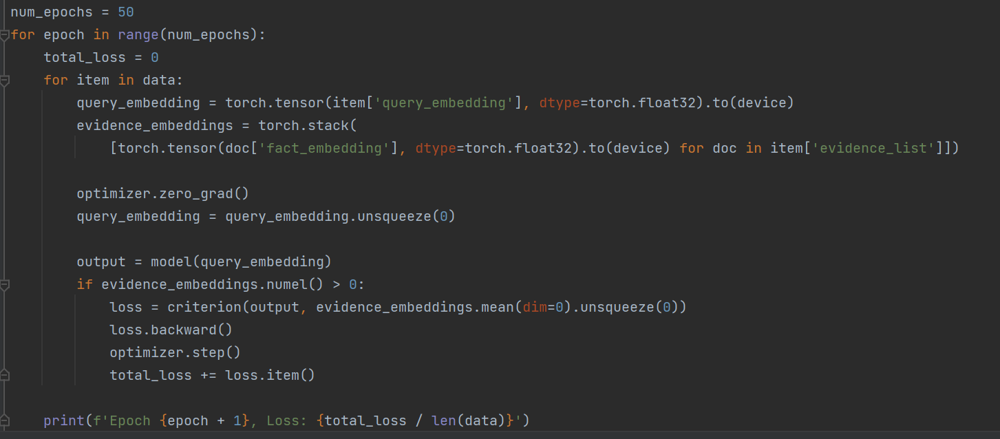 num_epochs = 50
for epoch in range(num_epochs):
    total_loss = 0
    for item in data:
        query_embedding = torch.tensor(item['query_embedding'], dtype=torch.float32).to(device)
        evidence_embeddings = torch.stack(
            [torch.tensor(doc['fact_embedding'], dtype=torch.float32).to(device) for doc in item['evidence_list']])

        optimizer.zero_grad()
        query_embedding = query_embedding.unsqueeze(0)

        output = model(query_embedding)
        if evidence_embeddings.numel() > 0:
            loss = criterion(output, evidence_embeddings.mean(dim=0).unsqueeze(0))
            loss.backward()
            optimizer.step()
            total_loss += loss.item()

    print(f'Epoch {epoch + 1}, Loss: {total_loss / len(data)}')